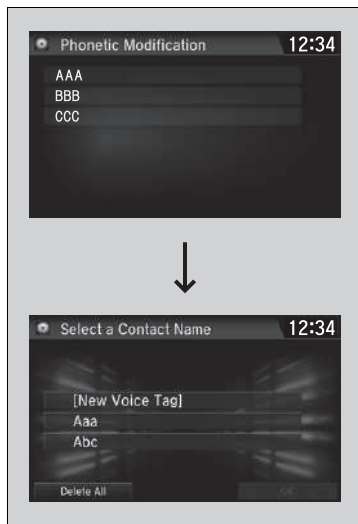 Phonetic Modification 12:34
AAA
BBB
CCC
Select a Contact Name 12:34
[New Voice Tag]
Aaa
Abc
Delete All OK